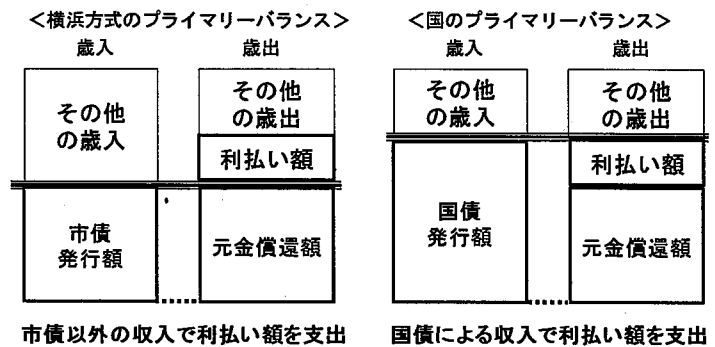 ＜横浜方式のプライマリーバランス＞
歳入
歳出
その他
の歳入
その他
の歳出
利払い額
市債
発行額
元金償還額
市債以外の収入で利払い額を支出
＜国のプライマリーバランス＞
歳入
歳出
その他
の歳入
その他
の歳出
利払い額
国債
発行額
元金償還額
国債による収入で利払い額を支出